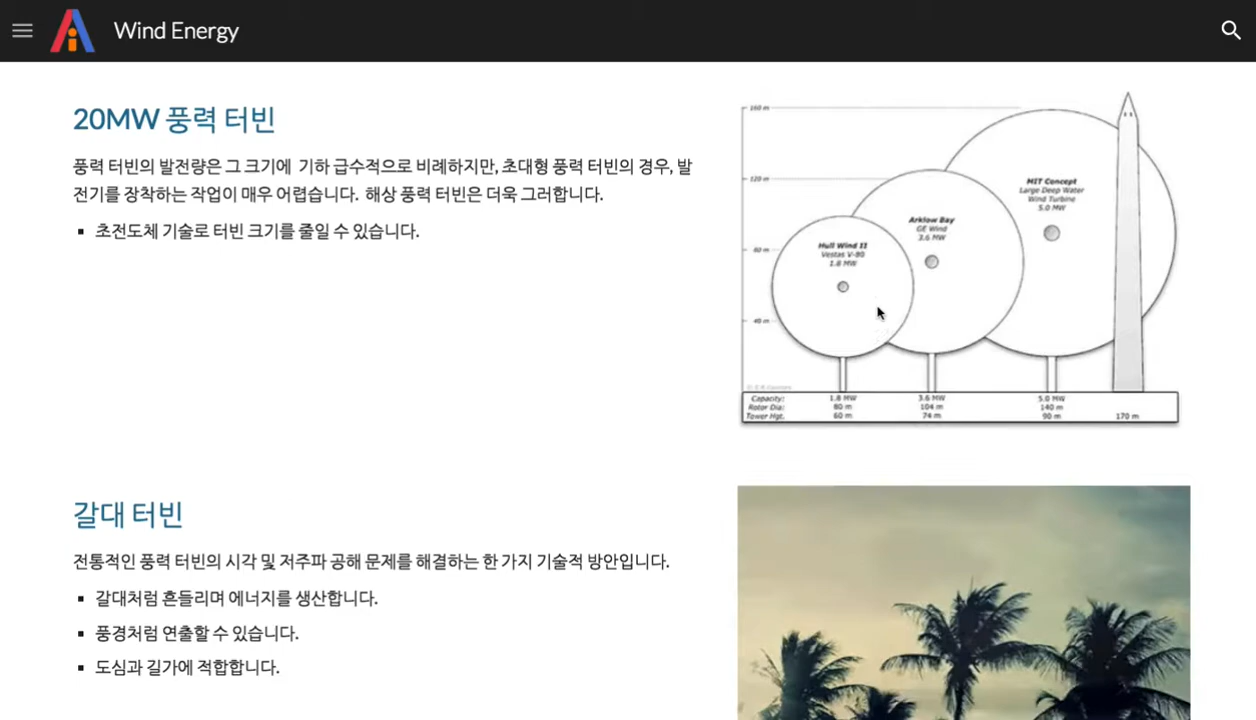 Wind Energy
20MW 풍력 터빈
풍력 터빈의 발전량은 그 크기에 기하 급수적으로 비례하지만, 초대형 풍력 터빈의 경우, 발
전기를 장착하는 작업이 매우 어렵습니다. 해상 풍력 터빈은 더욱 그러합니다.
▪ 초전도체 기술로 터빈 크기를 줄일 수 있습니다.
160 m
120 m
80 m
40 m
Hull Wind II
Vestas V-80
1.8 MW
Arklow Bay
GE Wind
3.6 MW
MIT Concept
Large Deep Water
Wind Turbine
5.0 MW
Capacity: 1.8 MW 3.6 MW 5.0 MW
Rotor Dia: 80 m 104 m 140 m
Tower Hgt. 60 m 74 m 90 m 170 m
갈대 터빈
전통적인 풍력 터빈의 시각 및 저주파 공해 문제를 해결하는 한 가지 기술적 방안입니다.
▪ 갈대처럼 흔들리며 에너지를 생산합니다.
▪ 풍경처럼 연출할 수 있습니다.
▪ 도심과 길가에 적합합니다.